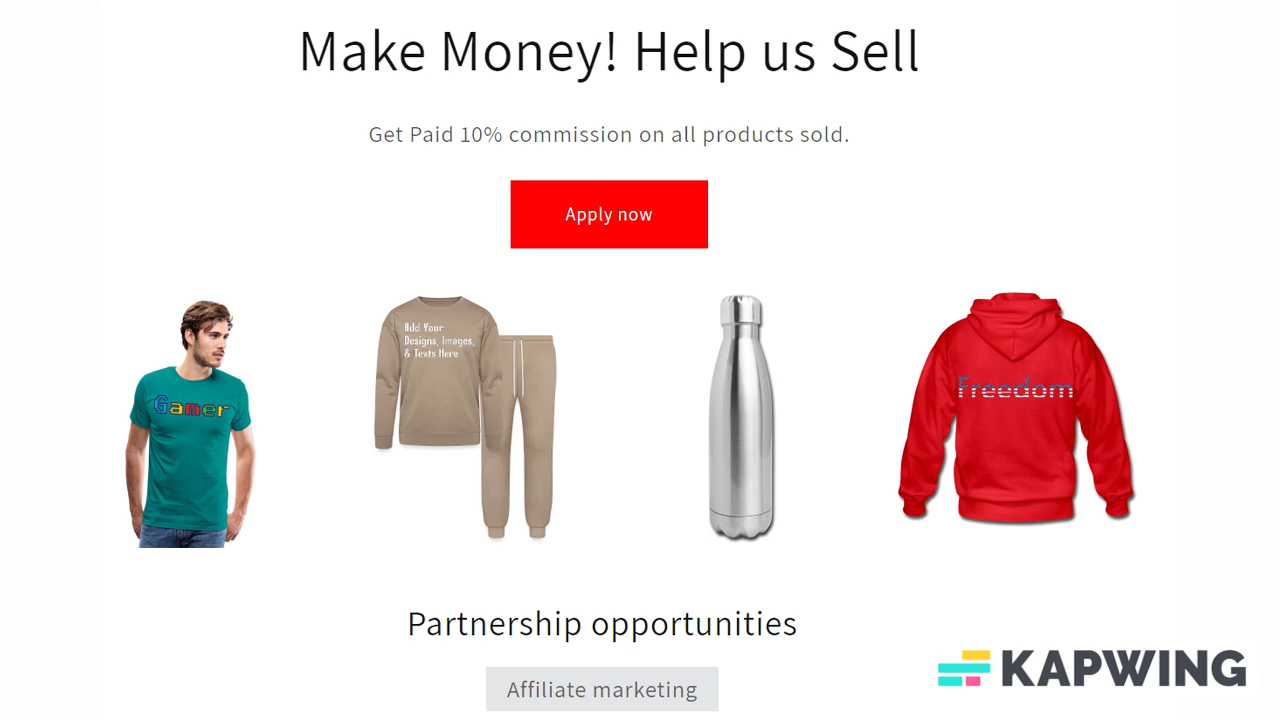 Make Money! Help us Sell
Get Paid 10% commission on all products sold.
Apply now
Gamer
Add Your
Designs, Images,
& Texts Here
Freedom
Partnership opportunities
Affiliate marketing
KAPWING